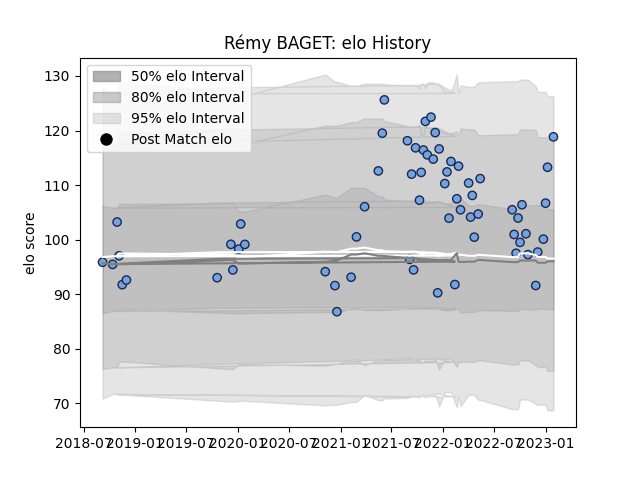 Rémy BAGET: elo History
50% elo Interval
80% elo Interval
95% elo Interval
Post Match elo
elo score
130
120
110
100
90
80
70
2018-07 2019-01 2019-07 2020-01 2020-07 2021-01 2021-07 2022-01 2022-07 2023-01